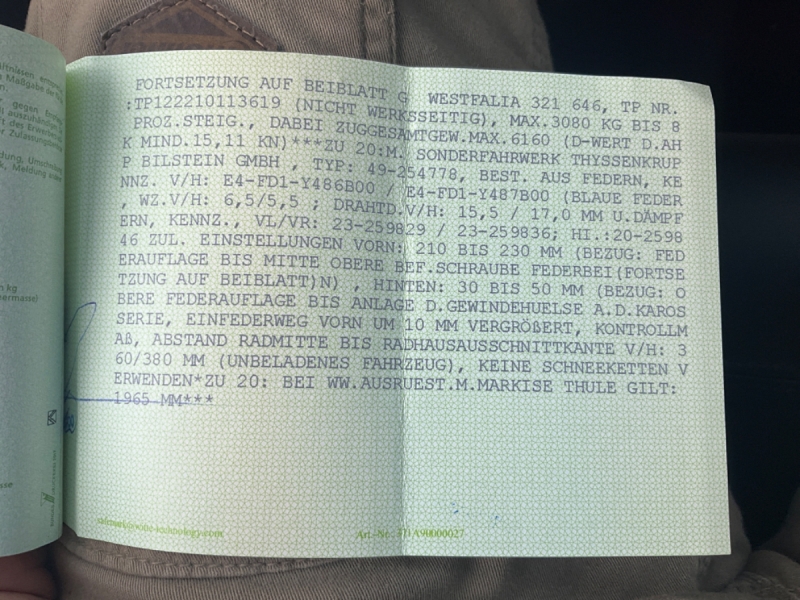 FORTSETZUNG AUF BEIBLATT G WESTFALIA 321 646, TP NR.
:TP122210113619 (NICHT WERKSSEITIG), MAX.3080 KG BIS 8
PROZ.STEIG., DABEI ZUGGESAMTGEW.MAX.6160 (D-WERT D.AH
K MIND.15,11 KN)***ZU 20:M. SONDERFAHRWERK THYSSENKRUP
P BILSTEIN GMBH , TYP: 49-254778, BEST. AUS FEDERN, KE
NNZ. V/H: E4-FD1-Y486B00 / E4-FD1-Y487B00 (BLAUE FEDER
, WZ.V/H: 6,5/5,5 ; DRAHTD.V/H: 15,5 / 17,0 MM U.DÄMPF
ERN, KENNZ., VL/VR: 23-259829 / 23-259836; HI.:20-2598
46 ZUL. EINSTELLUNGEN VORN: 210 BIS 230 MM (BEZUG: FED
ERAUFLAGE BIS MITTE OBERE BEF.SCHRAUBE FEDERBEI(FORTSE
TZUNG AUF BEIBLATT)N) , HINTEN: 30 BIS 50 MM (BEZUG: O
BERE FEDERAUFLAGE BIS ANLAGE D.GEWINDEHUELSE A.D.KAROS
SERIE, EINFEDERWEG VORN UM 10 MM VERGRÖßERT, KONTROLLM
Aß, ABSTAND RADMITTE BIS RADHAUSAUSSCHNITTKANTE V/H: 3
60/380 MM (UNBELADENES FAHRZEUG), KEINE SCHNEEKETTEN V
ERWENDEN*ZU 20: BEI WW.AUSRUEST.M.MARKISE THULE GILT:
1965 MM***
Art.-Nr.